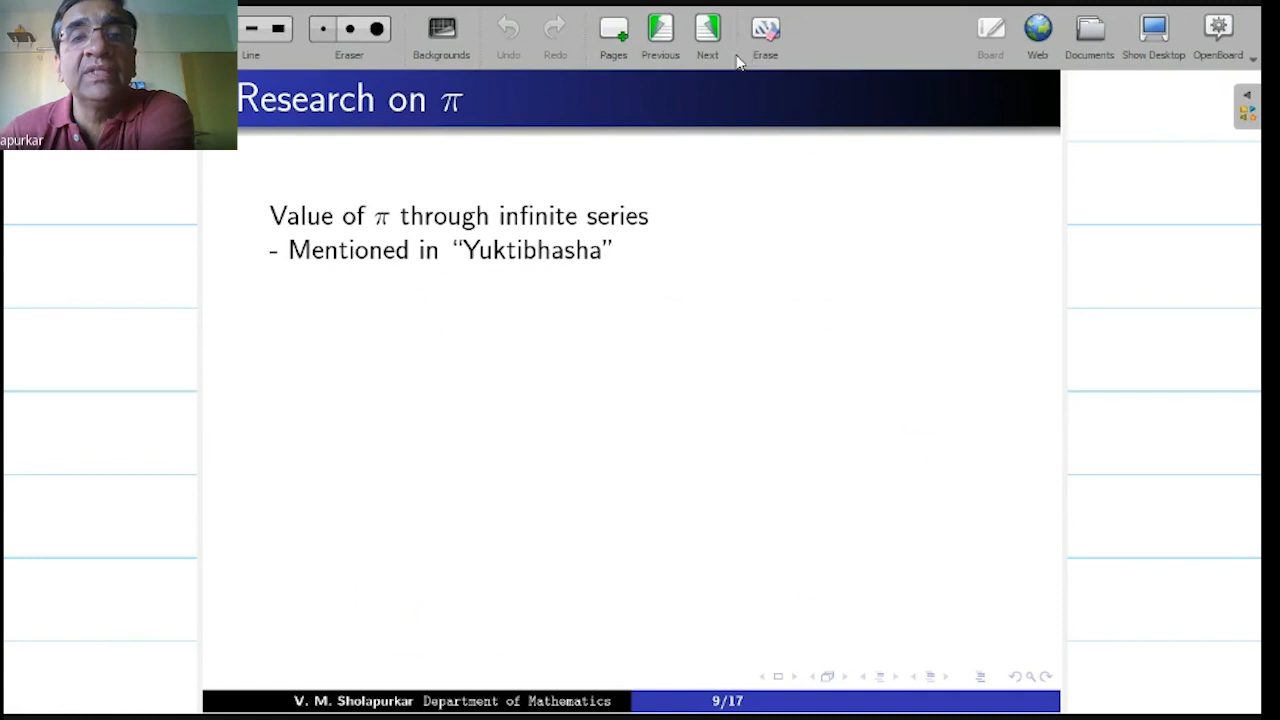 Line
Eraser
Backgrounds
Undo
Redo
Pages
Previous
Next
Erase
Board
Web
Documents
Show Desktop
OpenBoard
apurkar
Research on π
Value of π through infinite series
- Mentioned in “Yuktibhasha”
V. M. Sholapurkar Department of Mathematics
9/17